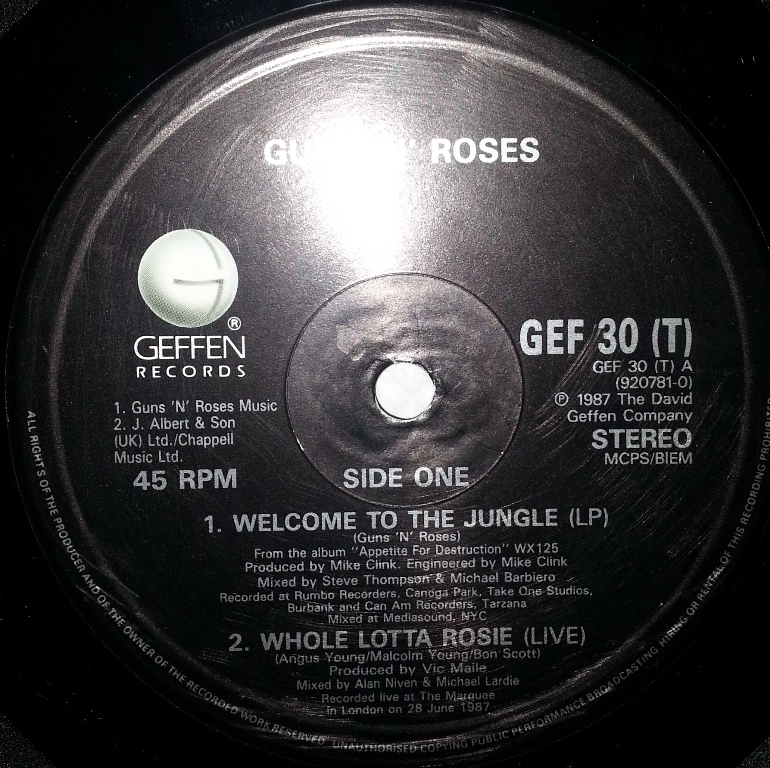 GU ' ROSES
GEFFEN®
RECORDS
1. Guns 'N' Roses Music
2. J. Albert & Son
(UK) Ltd./Chappell
Music Ltd.
45 RPM
GEF 30 (T)
GEF 30 (T) A
(920781-0)
℗ 1987 The David
Geffen Company
STEREO
MCPS/BIEM
SIDE ONE
1. WELCOME TO THE JUNGLE (LP)
(Guns 'N' Roses)
From the album "Appetite For Destruction" WX125
Produced by Mike Clink. Engineered by Mike Clink
Mixed by Steve Thompson & Michael Barbiero
Recorded at Rumbo Recorders, Canoga Park, Take One Studios,
Burbank and Can Am Recorders, Tarzana
Mixed at Mediasound, NYC
2. WHOLE LOTTA ROSIE (LIVE)
(Angus Young/Malcolm Young/Bon Scott)
Produced by Vic Maile
Mixed by Alan Niven & Michael Lardie
Recorded live at The Marquee
in London on 28 June 1987
ALL RIGHTS OF THE PRODUCER AND OF THE OWNER OF THE RECORDED WORK RESERVED UNAUTHORISED COPYING PUBLIC PERFORMANCE BROADCASTING HIRING OR RENTAL OF THIS RECORDING PROHIBITED